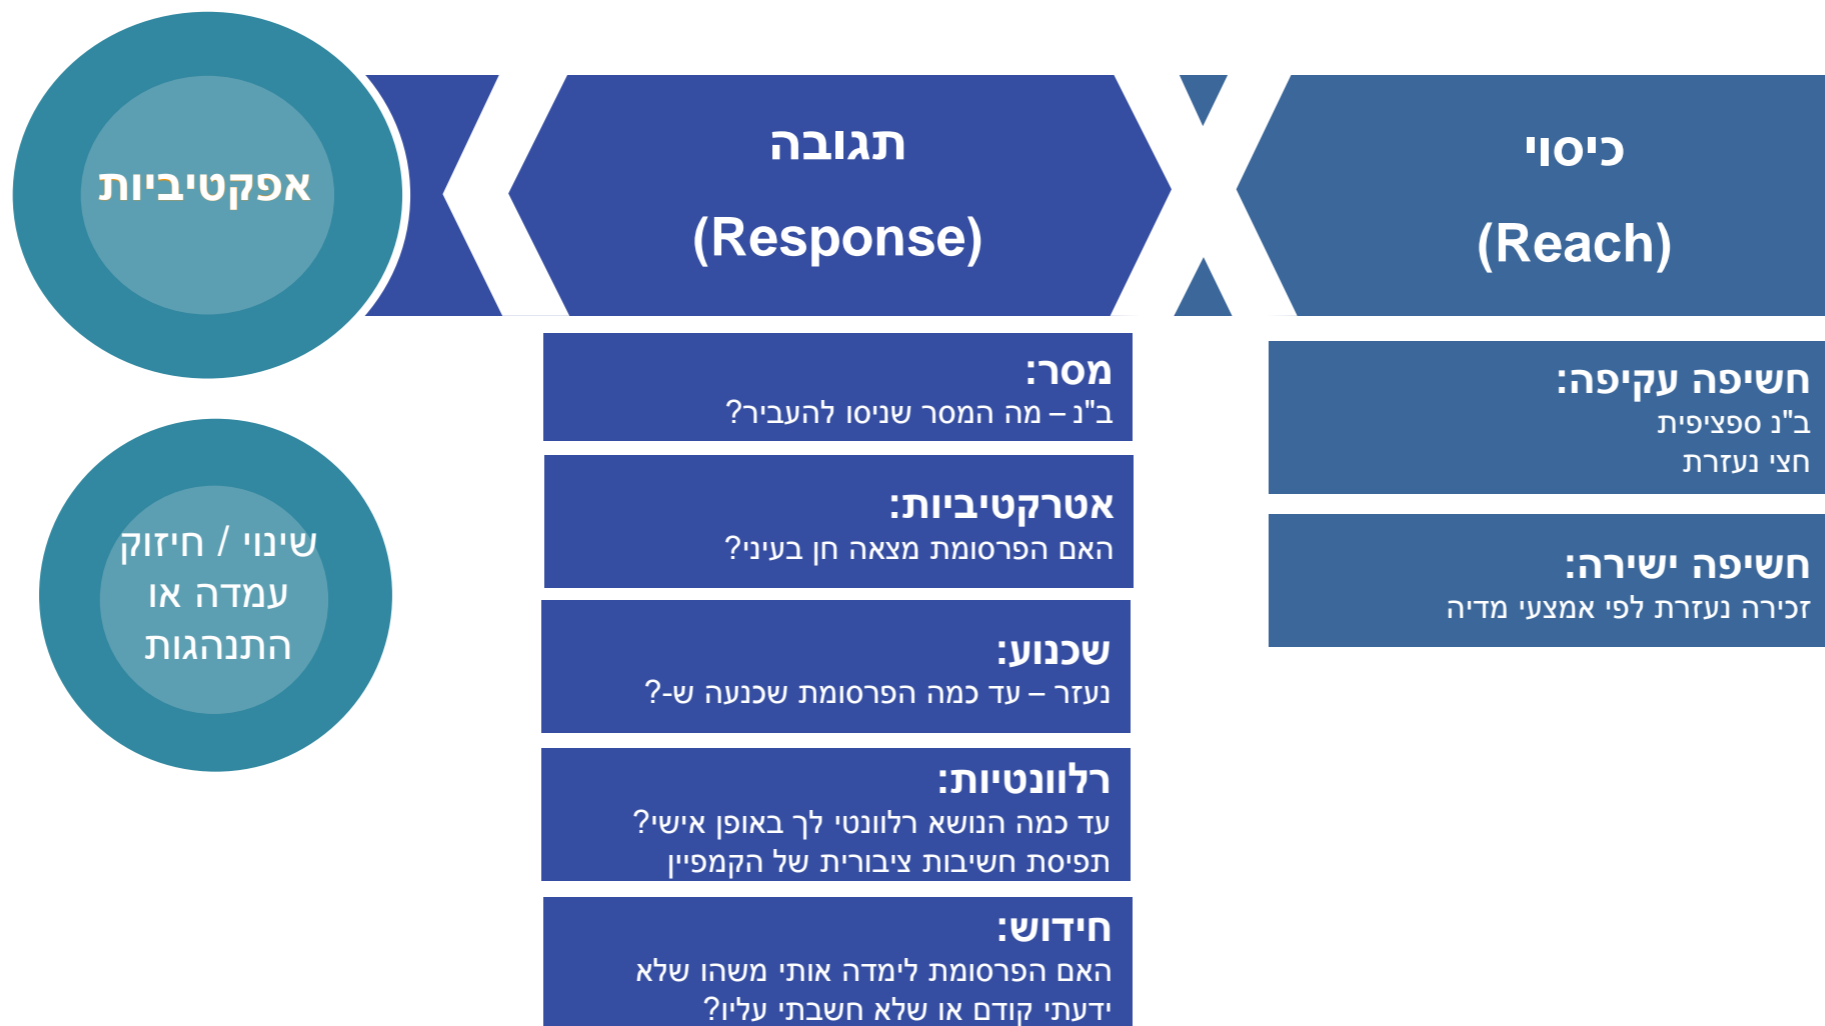 כיסוי
(Reach)
חשיפה עקיפה:
ב"נ ספציפית
חצי נעזרת
חשיפה ישירה:
זכירה נעזרת לפי אמצעי מדיה
תגובה
(Response)
מסר:
ב"נ – מה המסר שניסו להעביר?
אטרקטיביות:
האם הפרסומת מצאה חן בעיני?
שכנוע:
נעזר – עד כמה הפרסומת שכנעה ש-?
רלוונטיות:
עד כמה הנושא רלוונטי לך באופן אישי?
תפיסת חשיבות ציבורית של הקמפיין
חידוש:
האם הפרסומת לימדה אותי משהו שלא
ידעתי קודם או שלא חשבתי עליו?
אפקטיביות
שינוי / חיזוק
עמדה או
התנהגות